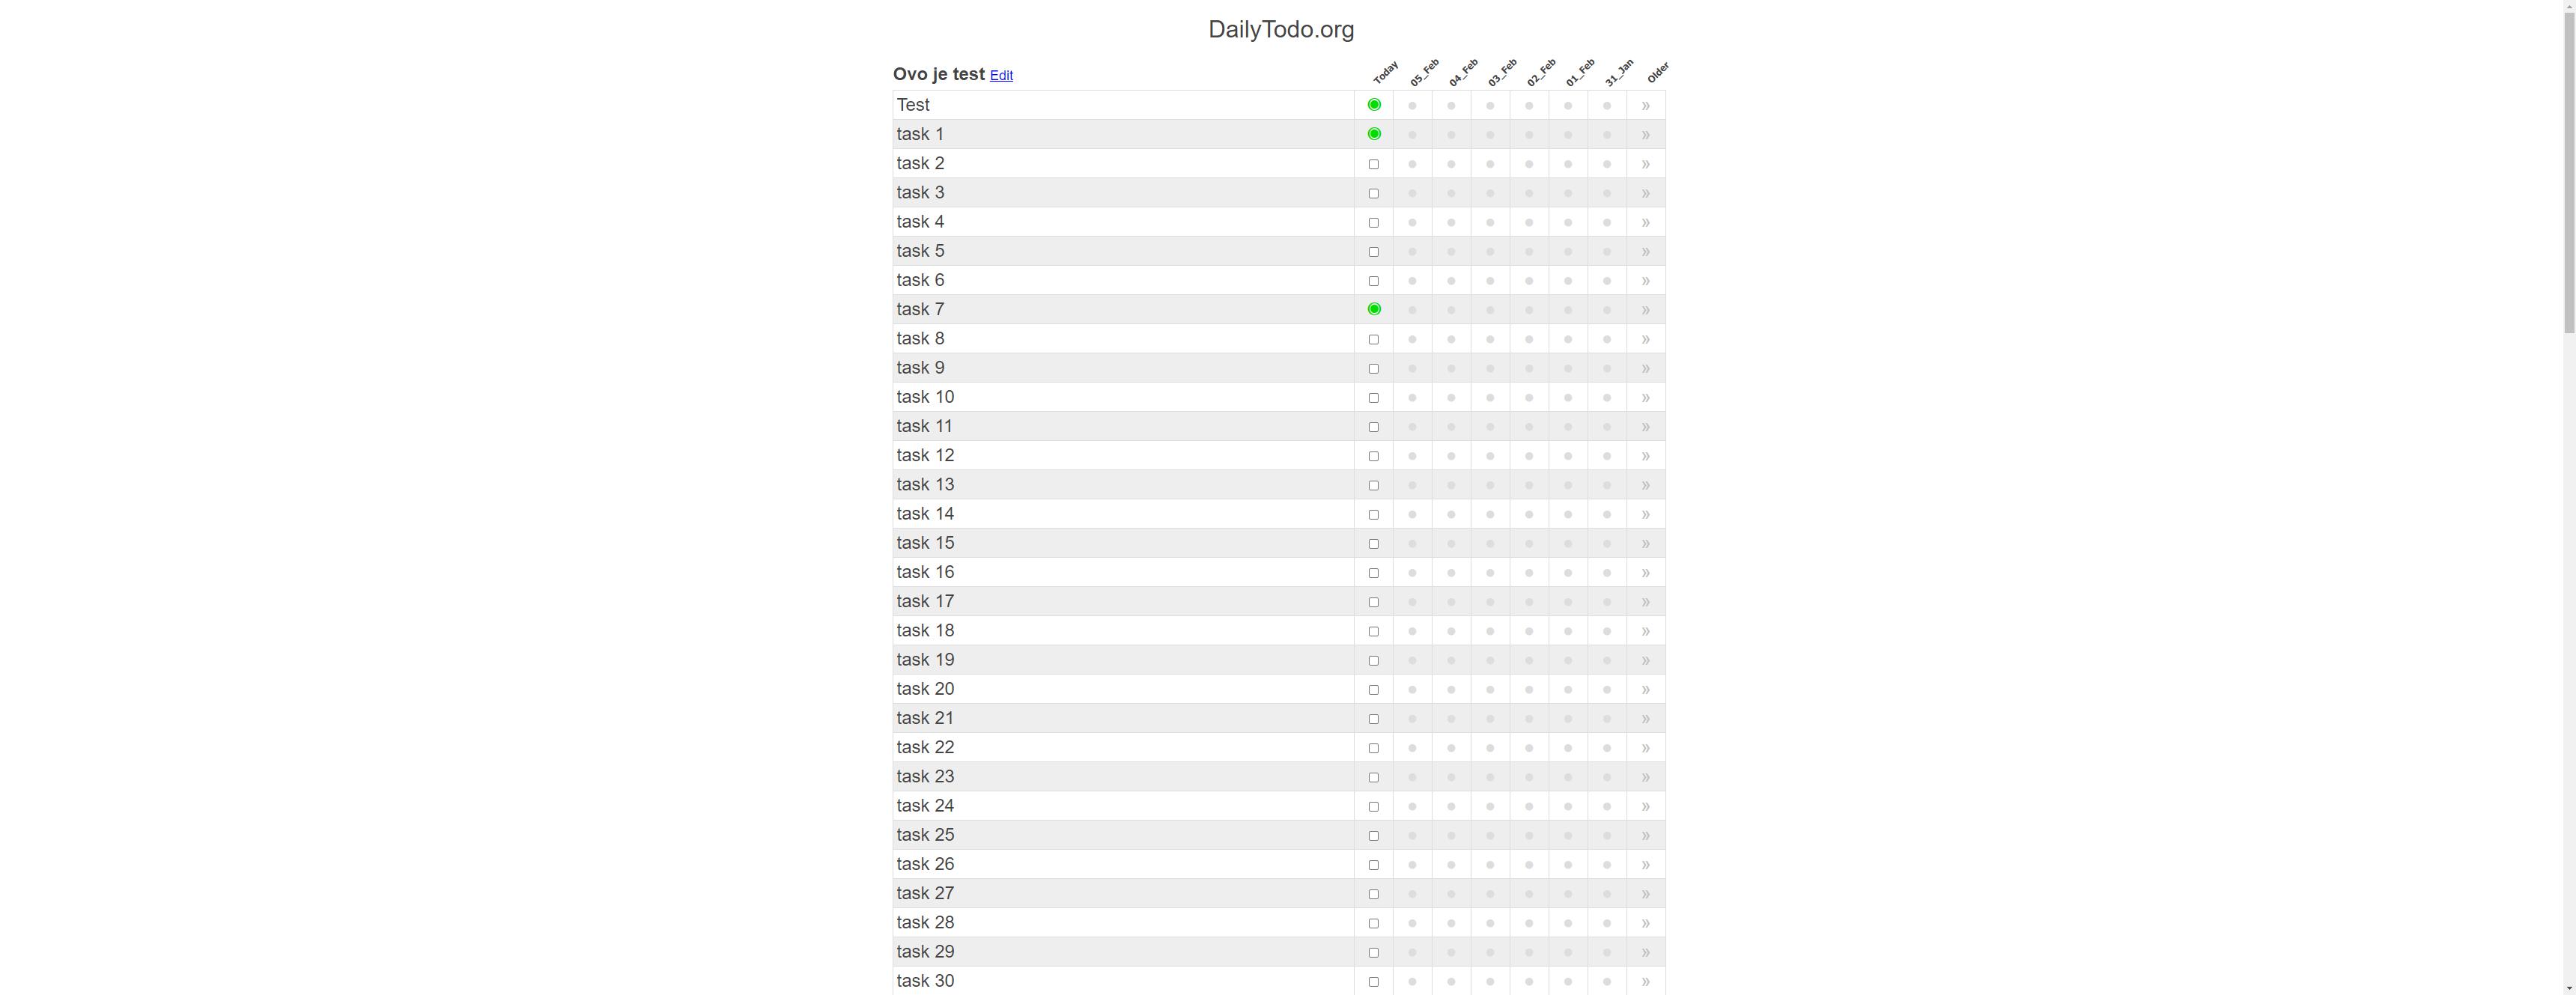 DailyTodo.org
Ovo je test Edit Today 05_Feb 04_Feb 03_Feb 02_Feb 01_Feb 31_Jan Older
Test »
task 1 »
task 2 »
task 3 »
task 4 »
task 5 »
task 6 »
task 7 »
task 8 »
task 9 »
task 10 »
task 11 »
task 12 »
task 13 »
task 14 »
task 15 »
task 16 »
task 17 »
task 18 »
task 19 »
task 20 »
task 21 »
task 22 »
task 23 »
task 24 »
task 25 »
task 26 »
task 27 »
task 28 »
task 29 »
task 30 »